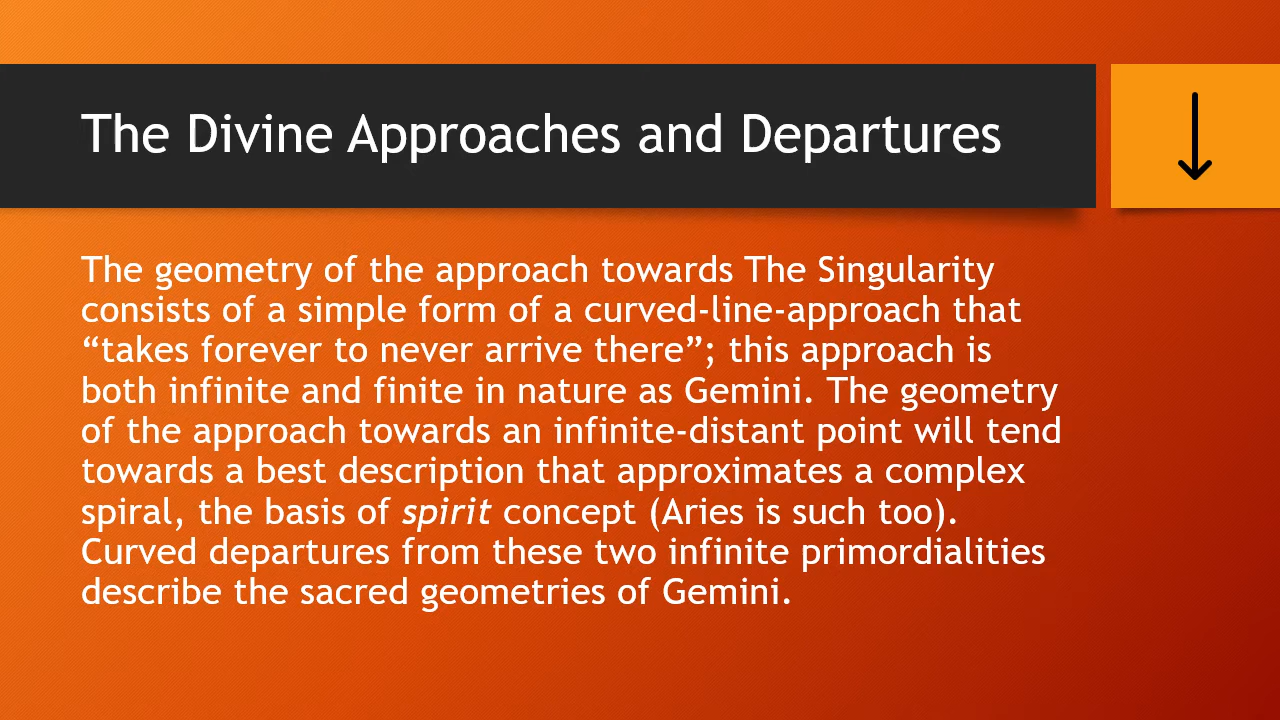 The Divine Approaches and Departures
The geometry of the approach towards The Singularity
consists of a simple form of a curved-line-approach that
“takes forever to never arrive there”; this approach is
both infinite and finite in nature as Gemini. The geometry
of the approach towards an infinite-distant point will tend
towards a best description that approximates a complex
spiral, the basis of spirit concept (Aries is such too).
Curved departures from these two infinite primordialities
describe the sacred geometries of Gemini.